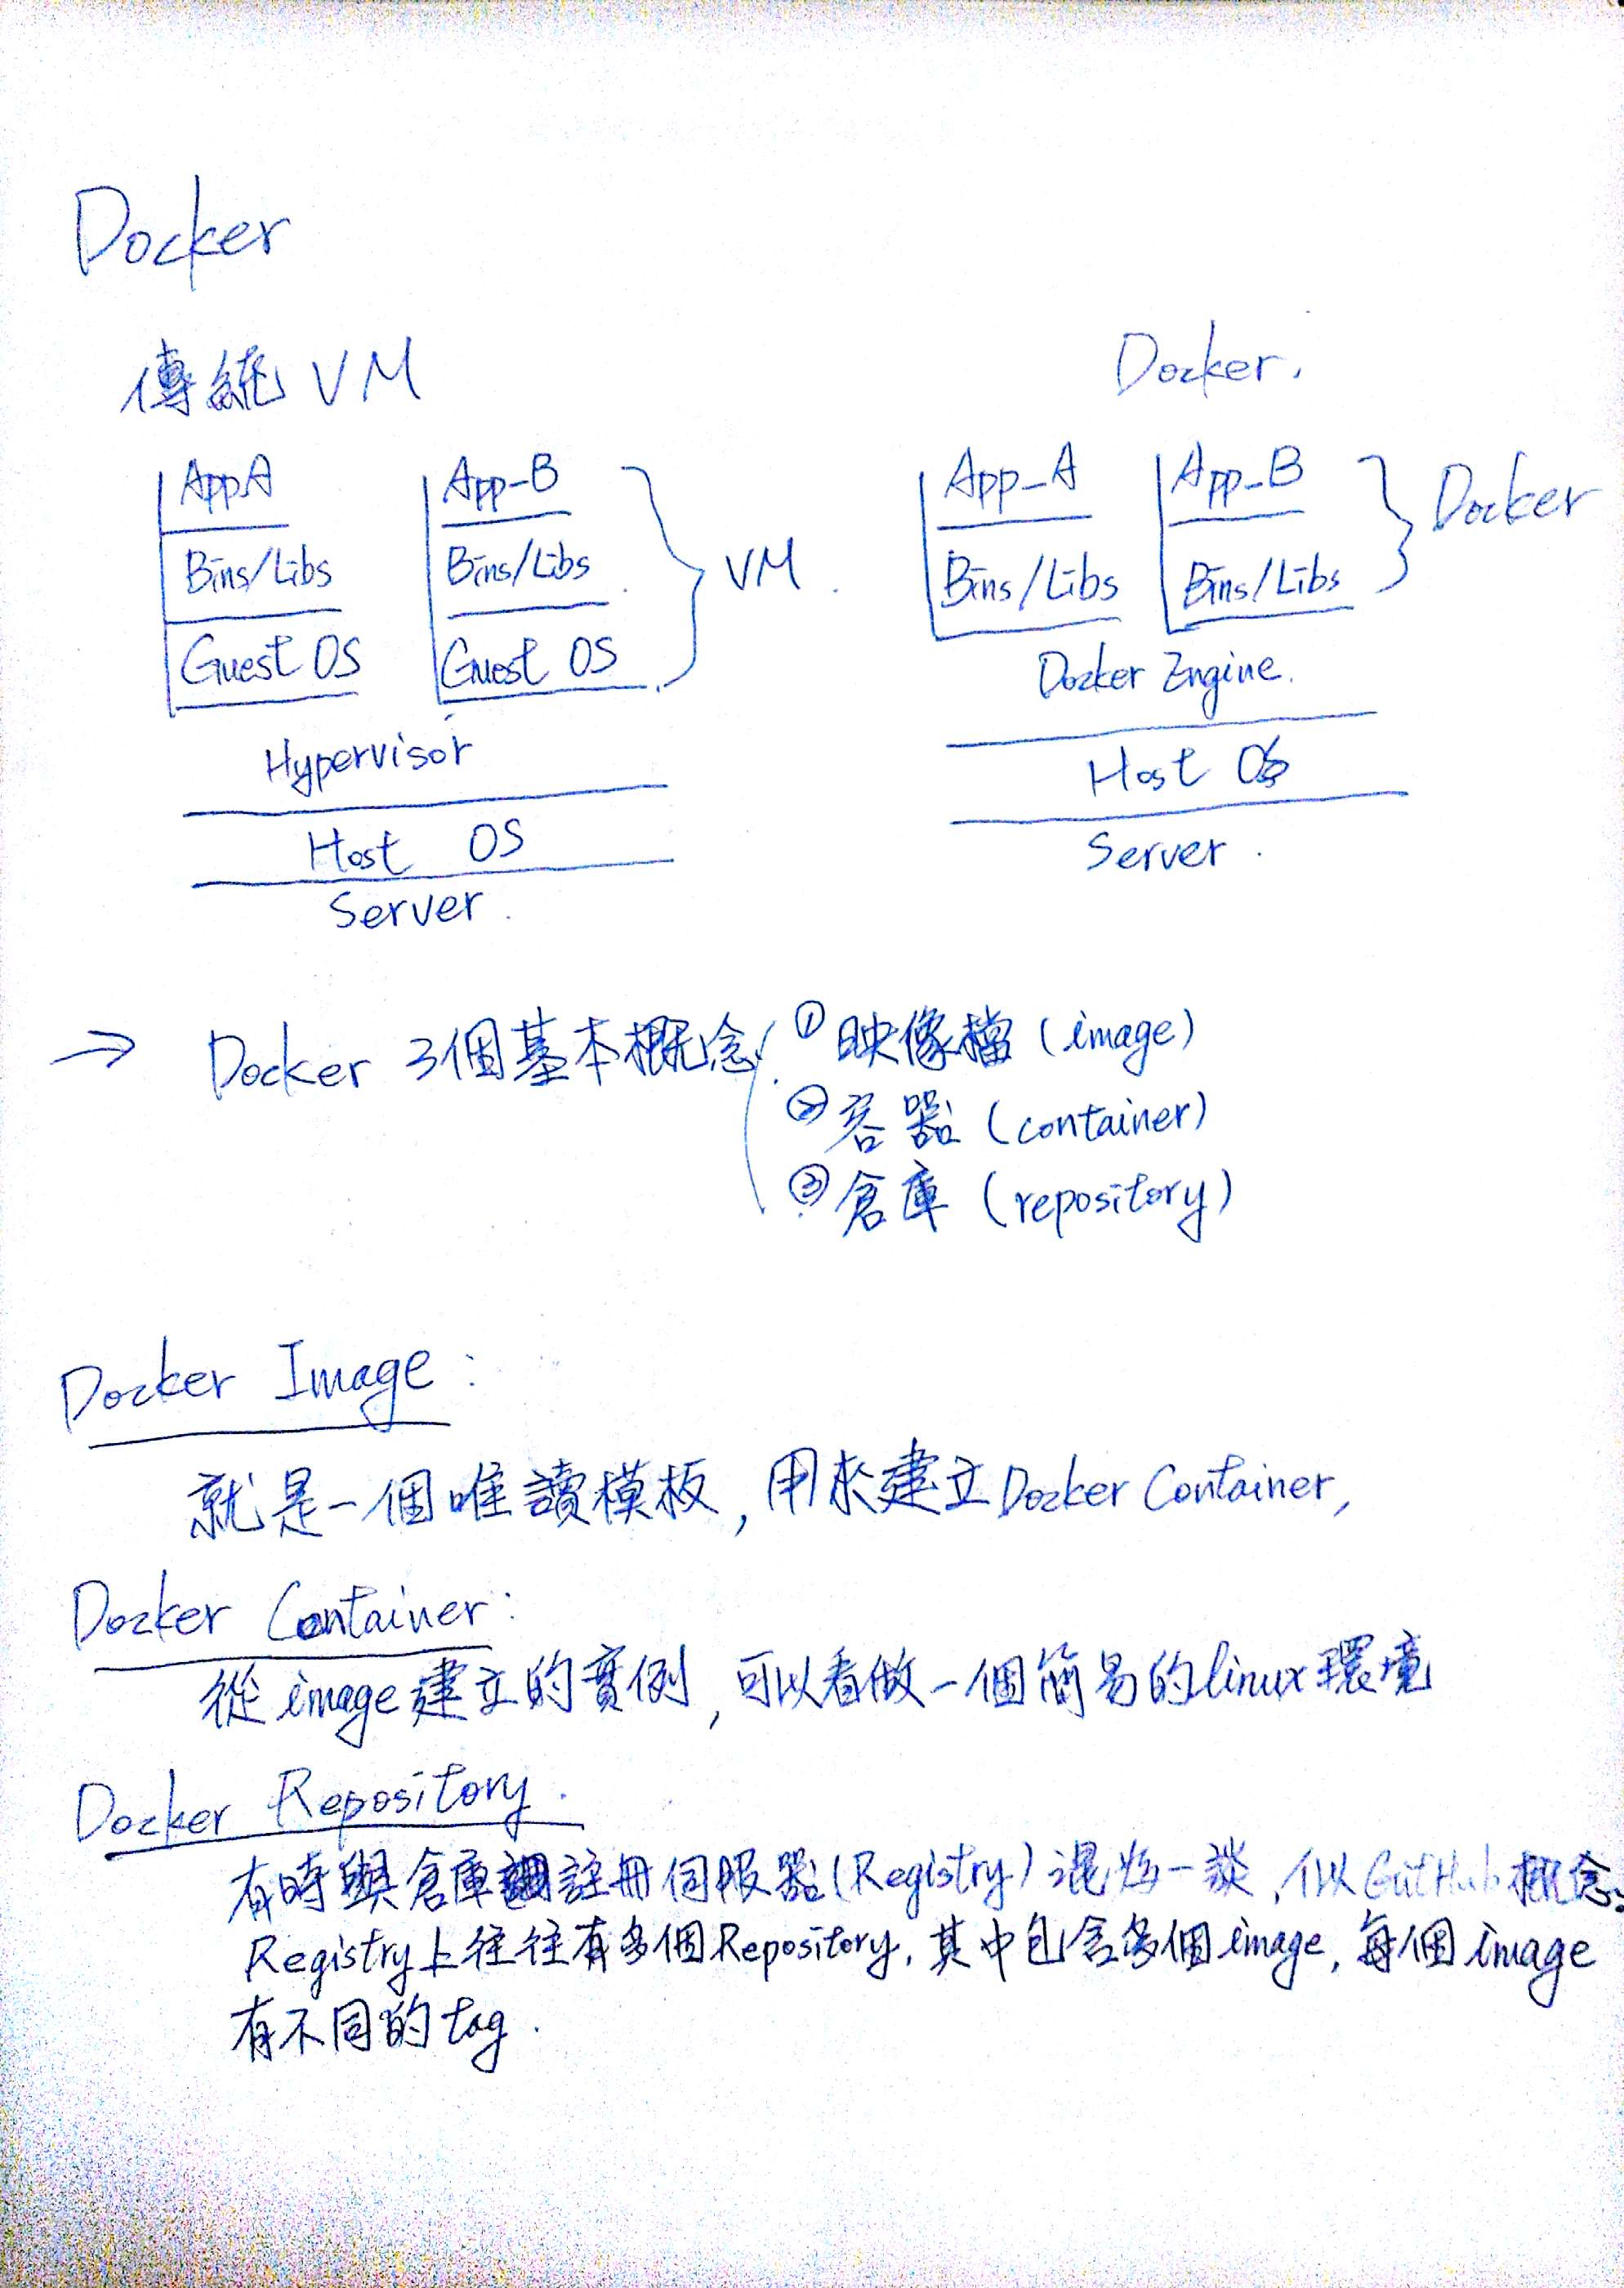 Docker
傳統 VM
Docker.
App A
App_B
Bins/Libs
Bins/Libs
VM
Guest OS
Guest OS
Hypervisor
Host OS
Server
App_A
App_B
Docker
Bins/Libs
Bins/Libs
Docker Engine
Host OS
Server
→ Docker 3個基本概念
① 映像檔 (image)
② 容器 (container)
③ 倉庫 (repository)
Docker Image:
就是一個唯讀模板, 用來建立 Docker Container,
Docker Container:
從 image 建立的實例, 可以看做一個簡易的 linux 環境
Docker Repository.
有時與倉庫註冊伺服器 (Registry) 混為一談, 似 GitHub 概念.
Registry 上往往有多個 Repository, 其中包含多個 image, 每個 image
有不同的 tag.